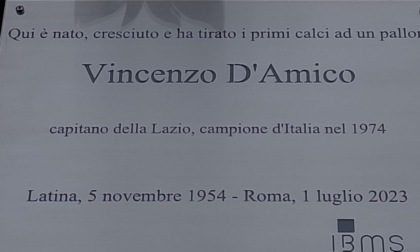 Qui è nato, cresciuto e ha tirato i primi calci ad un pallon
Vincenzo D'Amico
capitano della Lazio, campione d'Italia nel 1974
Latina, 5 novembre 1954 - Roma, 1 luglio 2023
IBMS